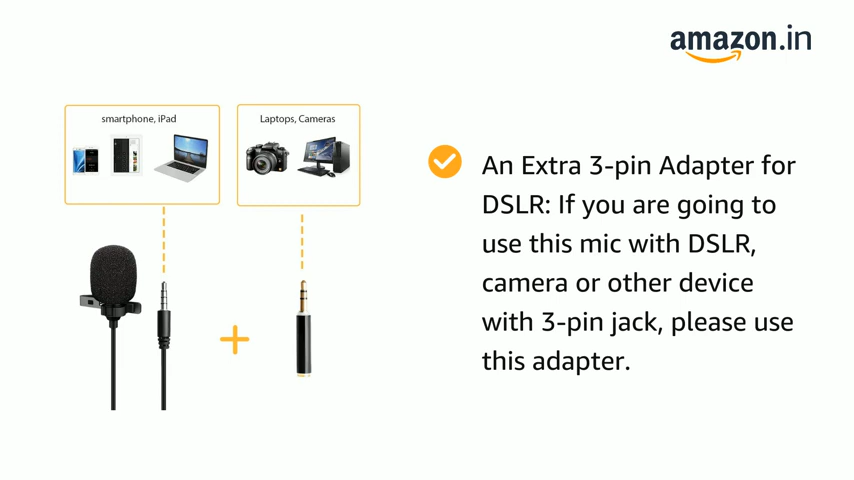 amazon.in
smartphone, iPad
Laptops, Cameras
An Extra 3-pin Adapter for
DSLR: If you are going to
use this mic with DSLR,
camera or other device
with 3-pin jack, please use
this adapter.